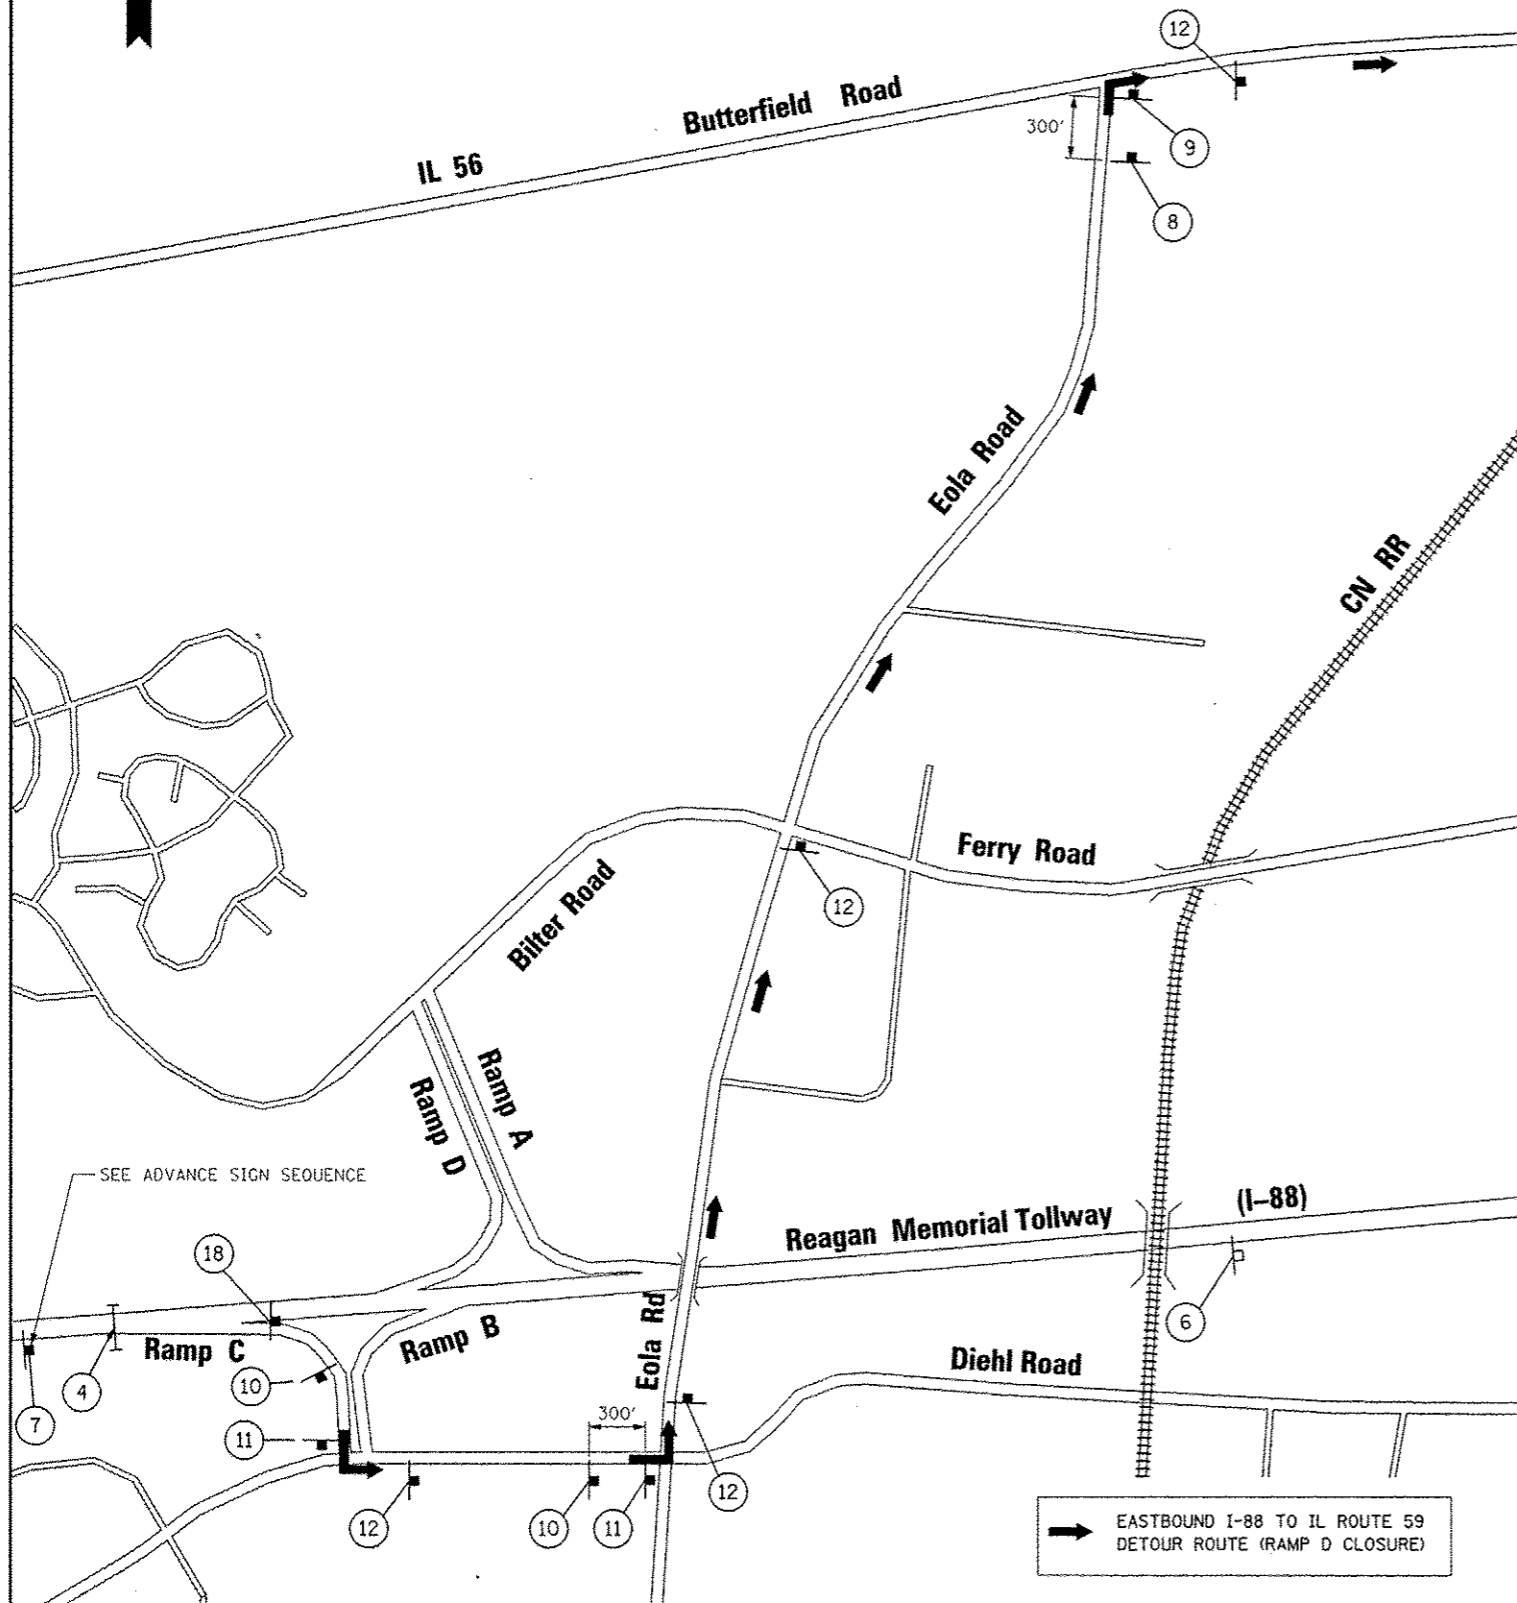 12
Butterfield Road
300'
9
IL 56
8
Eola Road
CN RR
Ferry Road
Bilter Road
12
Ramp A
Ramp D
SEE ADVANCE SIGN SEQUENCE
(I-88)
Reagan Memorial Tollway
18
6
Eola Rd
Ramp B
Ramp C
Diehl Road
4
10
7
300'
11
12
12
10
11
EASTBOUND I-88 TO IL ROUTE 59
DETOUR ROUTE (RAMP D CLOSURE)